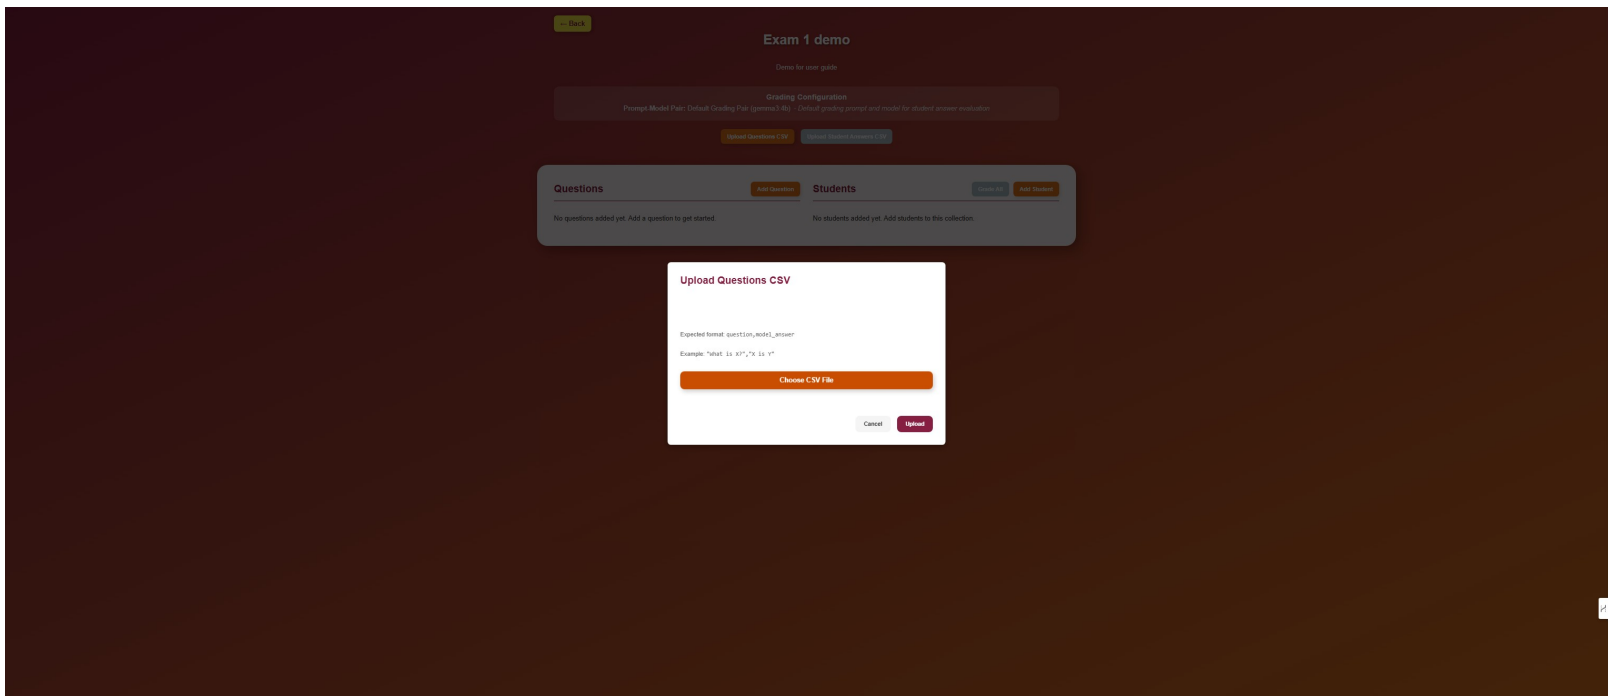 ← Back
Exam 1 demo
Demo for user guide
Grading Configuration
Prompt-Model Pair: Default Grading Pair (gemma3:4b) - Default grading prompt and model for student answer evaluation
Upload Questions CSV
Upload Student Answers CSV
Questions
Add Question
Students
Grade All
Add Student
No questions added yet. Add a question to get started.
No students added yet. Add students to this collection.
Upload Questions CSV
Expected format: question,model_answer
Example: "What is X?","X is Y"
Choose CSV File
Cancel
Upload